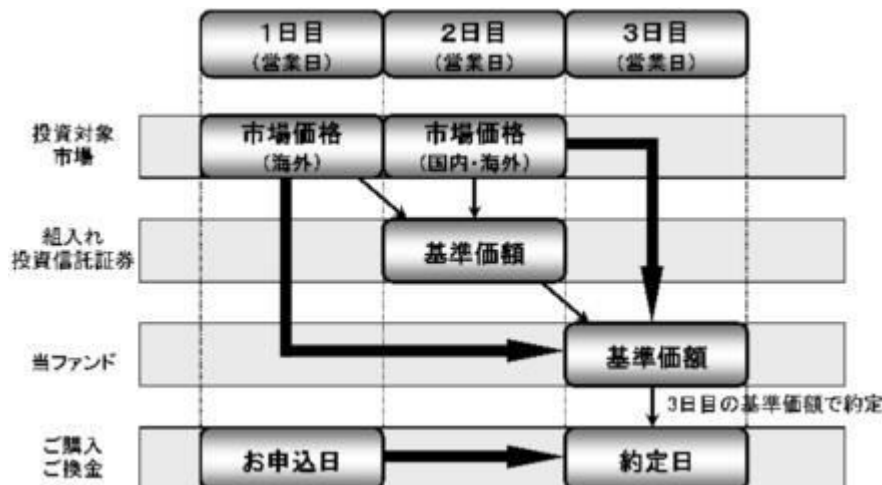 1日目
(営業日)
2日目
(営業日)
3日目
(営業日)
投資対象
市場
市場価格
(海外)
市場価格
(国内・海外)
組入れ
投資信託証券
基準価額
当ファンド
基準価額
3日目の基準価額で約定
ご購入
ご換金
お申込日
約定日